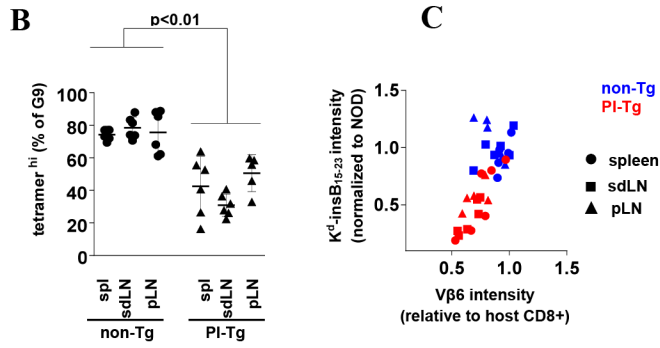 B
p<0.01
tetramer hi (% of G9)
100
80
60
40
20
0
spl
sdLN
pLN
spl
sdLN
pLN
non-Tg
PI-Tg
C
Kd-insB15-23 intensity
(normalized to NOD)
1.5
1.0
0.5
0.5
1.0
1.5
Vβ6 intensity
(relative to host CD8+)
non-Tg
PI-Tg
spleen
sdLN
pLN